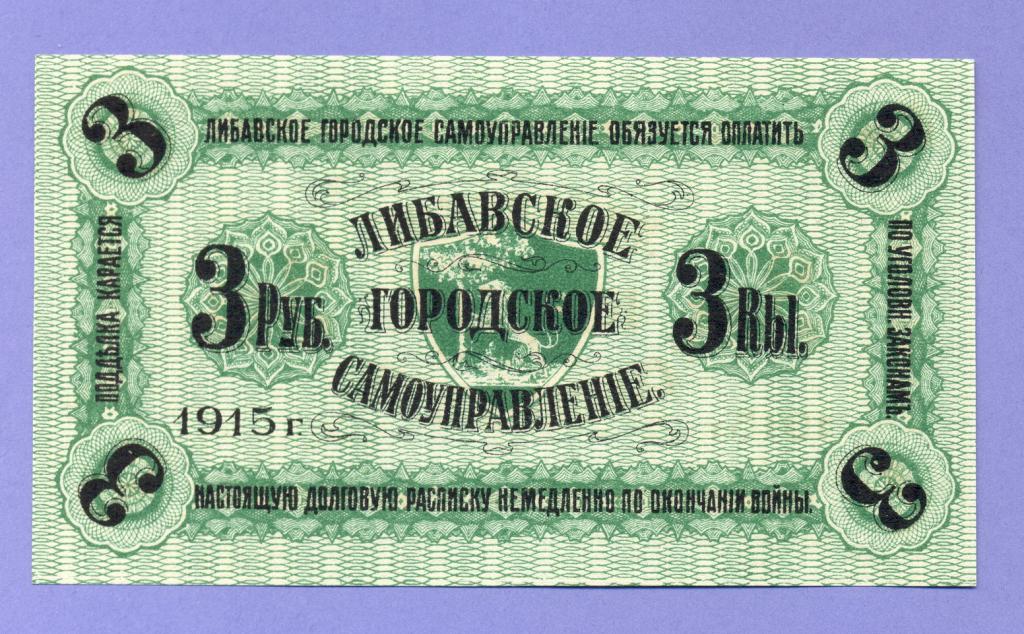 3
3
ЛИБАВСКОЕ ГОРОДСКОЕ САМОУПРАВЛЕНІЕ ОБЯЗУЕТСЯ ОПЛАТИТЬ
ПОДДѢЛКА КАРАЕТСЯ
ПО УГОЛОВН. ЗАКОНАМЪ.
ЛИБАВСКОЕ
ГОРОДСКОЕ
САМОУПРАВЛЕНІЕ.
3 РУБ.
3 RЫ.
1915 г.
НАСТОЯЩУЮ ДОЛГОВУЮ РАСПИСКУ НЕМЕДЛЕННО ПО ОКОНЧАНІИ ВОЙНЫ.
3
3